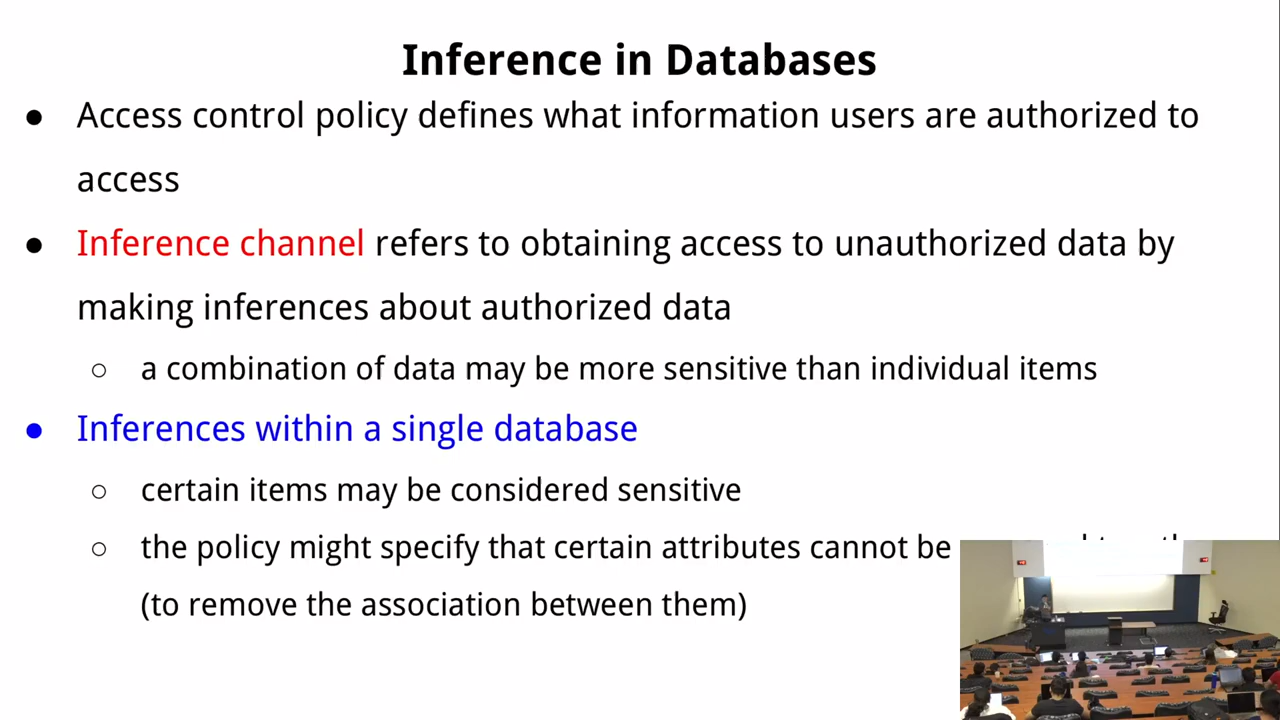 Inference in Databases
● Access control policy defines what information users are authorized to
access
● Inference channel refers to obtaining access to unauthorized data by
making inferences about authorized data
○ a combination of data may be more sensitive than individual items
● Inferences within a single database
○ certain items may be considered sensitive
○ the policy might specify that certain attributes cannot be
(to remove the association between them)